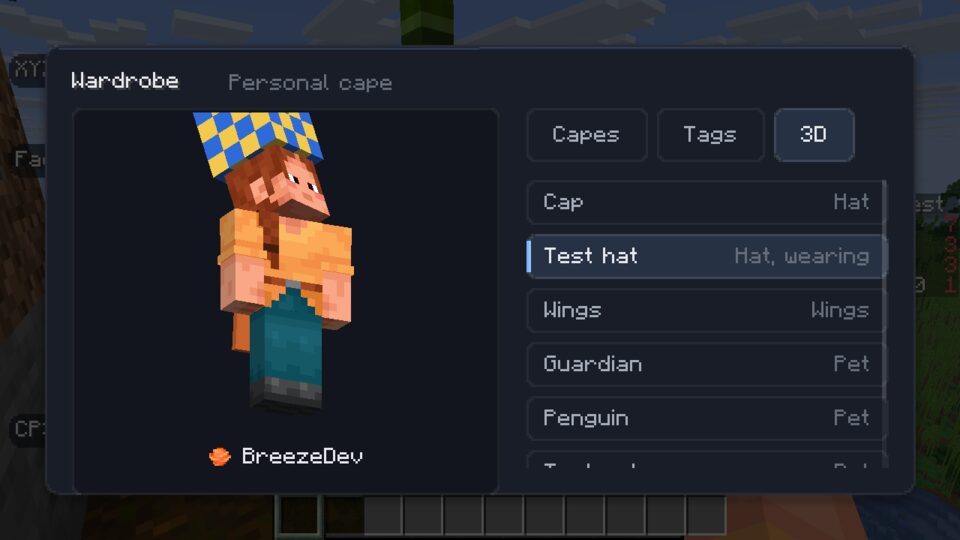 Wardrobe
Personal cape
XYZ
Capes
Tags
3D
Cap
Hat
Test hat
Hat, wearing
Wings
Wings
Guardian
Pet
Penguin
Pet
BreezeDev